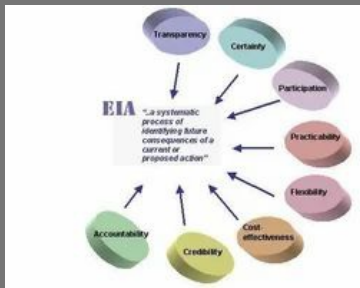 Transparency
Certainty
Participation
EIA
"..a systematic
process of
identifying future
consequences of a
current or
proposed action"
Practicability
Flexibility
Cost-
effectiveness
Credibility
Accountability